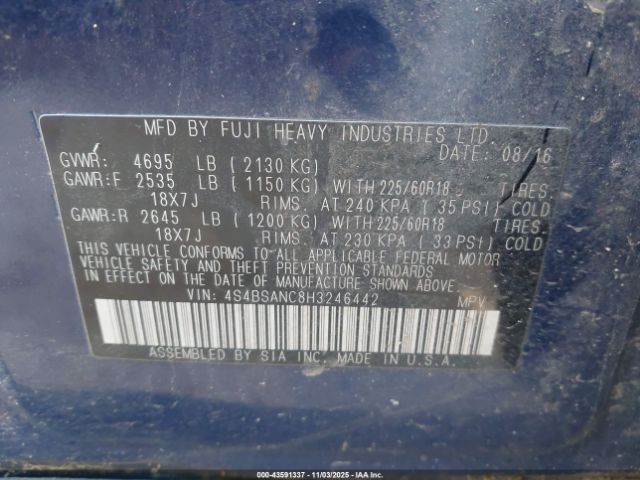 MFD BY FUJI HEAVY INDUSTRIES LTD.
DATE: 08/16
GVWR: 4695 LB ( 2130 KG)
GAWR:F 2535 LB ( 1150 KG) WITH 225/60R18 TIRES,
18X7J RIMS, AT 240 KPA ( 35 PSI) COLD
GAWR:R 2645 LB ( 1200 KG) WITH 225/60R18 TIRES,
18X7J RIMS, AT 230 KPA ( 33 PSI) COLD
THIS VEHICLE CONFORMS TO ALL APPLICABLE FEDERAL MOTOR
VEHICLE SAFETY, BUMPER, AND THEFT PREVENTION STANDARDS
IN EFFECT ON THE DATE OF MANUFACTURE SHOWN ABOVE.
VIN: 4S4BSANC8H3246442 MPV
ASSEMBLED BY SIA INC. MADE IN U.S.A.
000-43591337 - 11/03/2025 - IAAI.COM